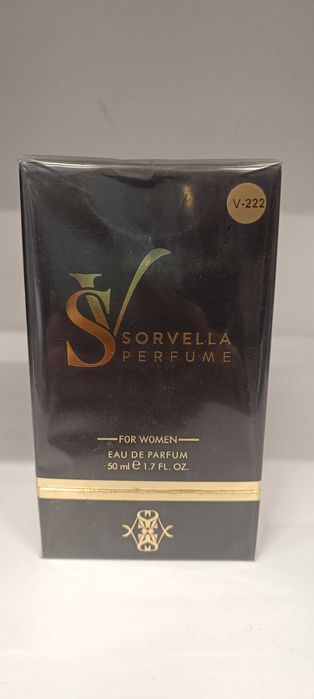 V-222
SV
SORVELLA
PERFUME
FOR WOMEN
EAU DE PARFUM
50 ml e 1.7 FL. OZ.